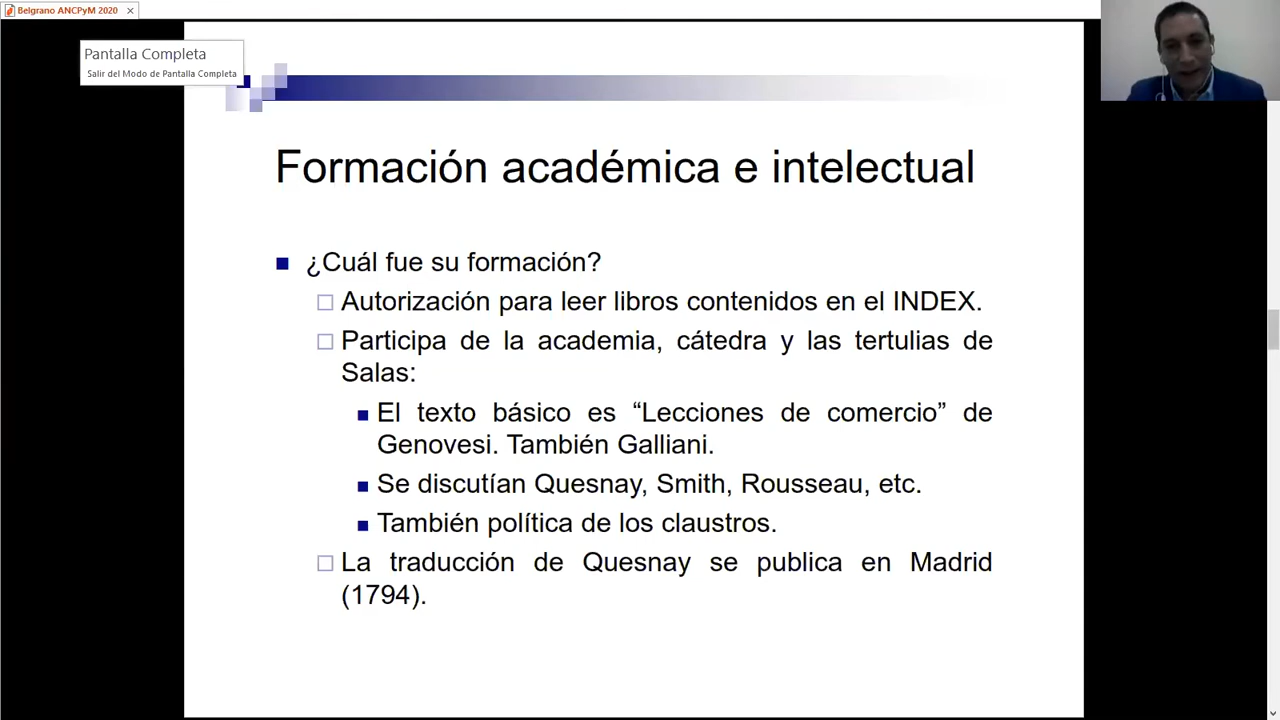 Belgrano ANCPyM 2020
Pantalla Completa
Salir del Modo de Pantalla Completa
Formación académica e intelectual
¿Cuál fue su formación?
Autorización para leer libros contenidos en el INDEX.
Participa de la academia, cátedra y las tertulias de
Salas:
El texto básico es “Lecciones de comercio” de
Genovesi. También Galliani.
Se discutían Quesnay, Smith, Rousseau, etc.
También política de los claustros.
La traducción de Quesnay se publica en Madrid
(1794).